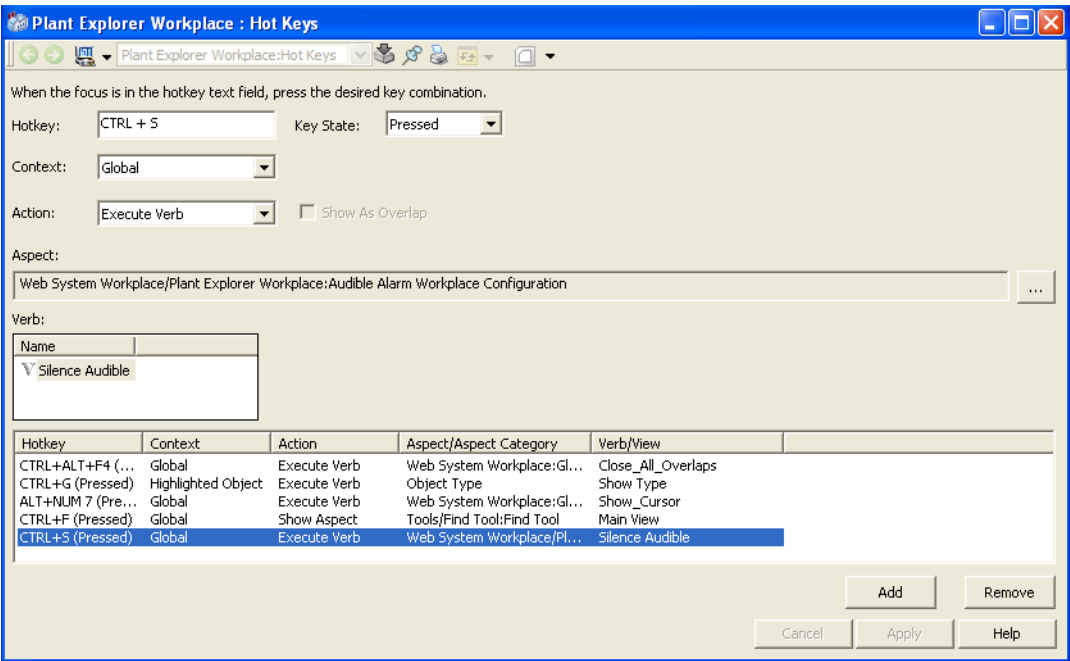 Plant Explorer Workplace : Hot Keys
Plant Explorer Workplace:Hot Keys
When the focus is in the hotkey text field, press the desired key combination.
Hotkey: CTRL + S Key State: Pressed
Context: Global
Action: Execute Verb Show As Overlap
Aspect:
Web System Workplace/Plant Explorer Workplace:Audible Alarm Workplace Configuration ...
Verb:
Name
V Silence Audible
Hotkey Context Action Aspect/Aspect Category Verb/View
CTRL+ALT+F4 (... Global Execute Verb Web System Workplace:Gl... Close_All_Overlaps
CTRL+G (Pressed) Highlighted Object Execute Verb Object Type Show Type
ALT+NUM 7 (Pre... Global Execute Verb Web System Workplace:Gl... Show_Cursor
CTRL+F (Pressed) Global Show Aspect Tools/Find Tool:Find Tool Main View
CTRL+S (Pressed) Global Execute Verb Web System Workplace/Pl... Silence Audible
Add Remove
Cancel Apply Help